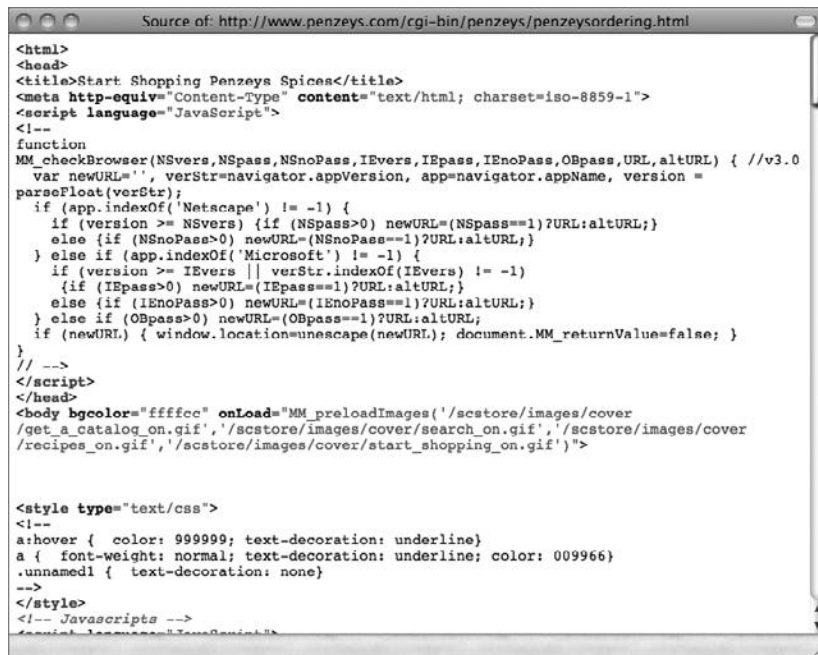 Source of: http://www.penzeys.com/cgi-bin/penzeys/penzeysordering.html
<html>
<head>
<title>Start Shopping Penzeys Spices</title>
<meta http-equiv="Content-Type" content="text/html; charset=iso-8859-1">
<script language="JavaScript">
<!--
function
MM_checkBrowser(NSvers,NSpass,NSnoPass,IEvers,IEpass,IEnoPass,OBpass,URL,altURL) { //v3.0
  var newURL='', verStr=navigator.appVersion, app=navigator.appName, version =
parseFloat(verStr);
  if (app.indexOf('Netscape') != -1) {
    if (version >= NSvers) {if (NSpass>0) newURL=(NSpass==1)?URL:altURL;}
    else {if (NSnoPass>0) newURL=(NSnoPass==1)?URL:altURL;}
  } else if (app.indexOf('Microsoft') != -1) {
    if (version >= IEvers || verStr.indexOf(IEvers) != -1)
     {if (IEpass>0) newURL=(IEpass==1)?URL:altURL;}
    else {if (IEnoPass>0) newURL=(IEnoPass==1)?URL:altURL;}
  } else if (OBpass>0) newURL=(OBpass==1)?URL:altURL;
  if (newURL) { window.location=unescape(newURL); document.MM_returnValue=false; }
}
// -->
</script>
</head>
<body bgcolor="ffffcc" onLoad="MM_preloadImages('/scstore/images/cover
/get_a_catalog_on.gif','/scstore/images/cover/search_on.gif','/scstore/images/cover
/recipes_on.gif','/scstore/images/cover/start_shopping_on.gif')">
<style type="text/css">
<!--
a:hover {  color: 999999; text-decoration: underline}
a {  font-weight: normal; text-decoration: underline; color: 009966}
.unnamed1 {  text-decoration: none}
-->
</style>
<!-- Javascripts -->
<script language="JavaScript">